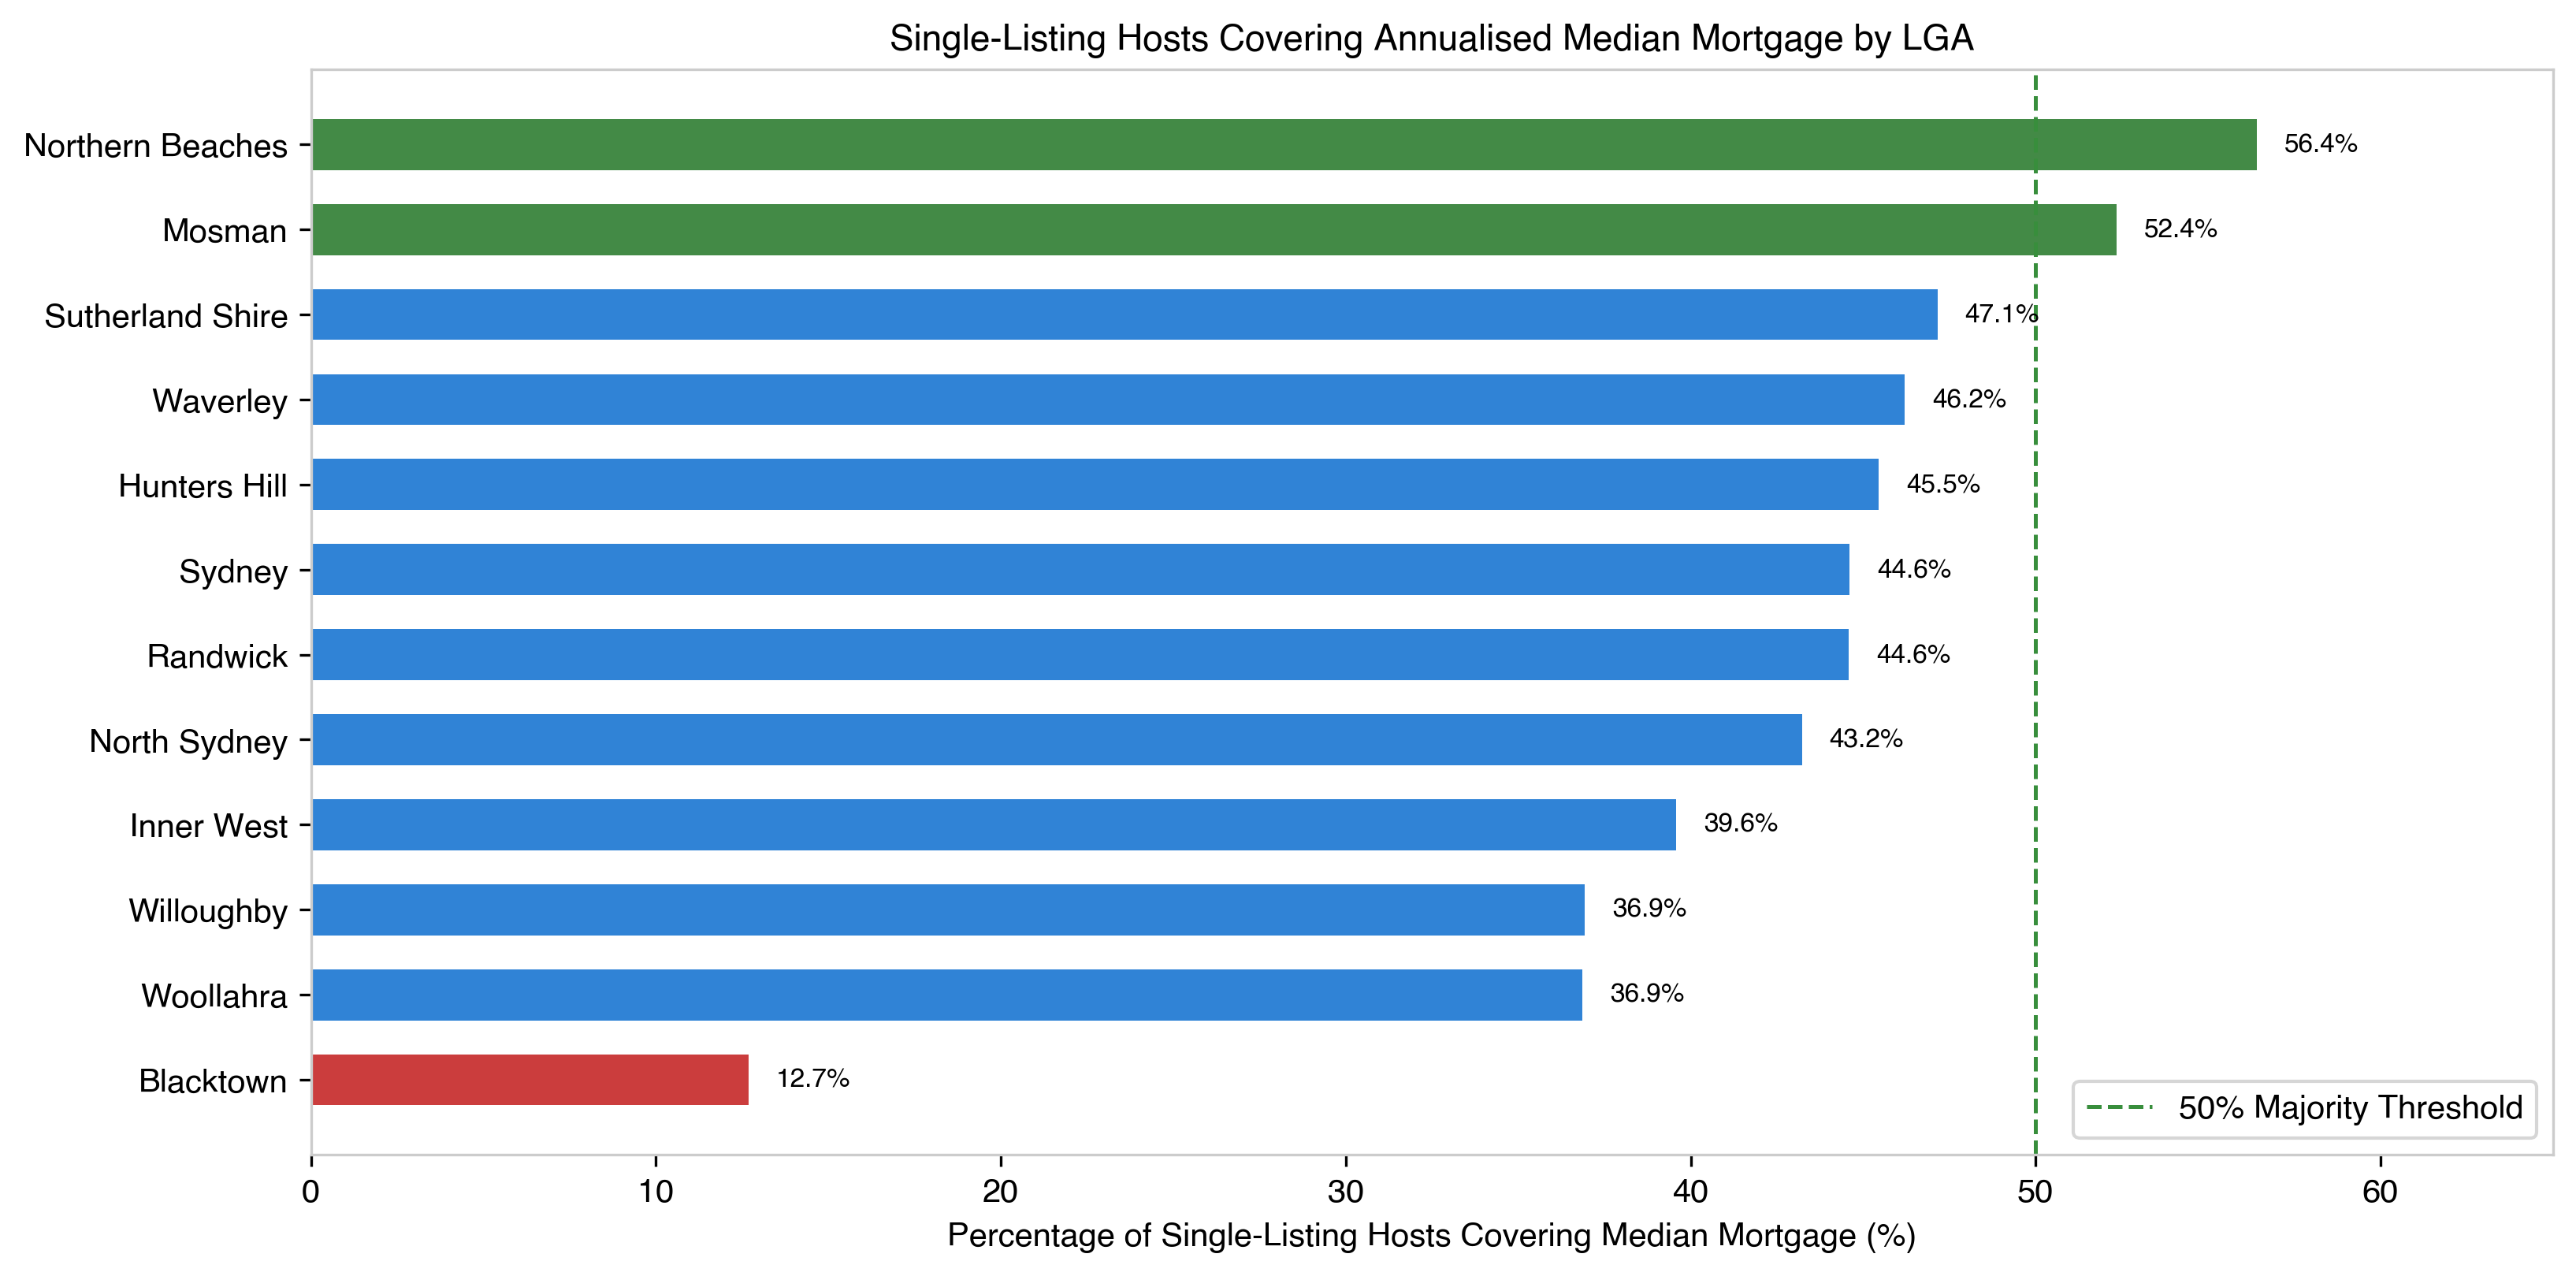 Single-Listing Hosts Covering Annualised Median Mortgage by LGA
Northern Beaches 56.4%
Mosman 52.4%
Sutherland Shire 47.1%
Waverley 46.2%
Hunters Hill 45.5%
Sydney 44.6%
Randwick 44.6%
North Sydney 43.2%
Inner West 39.6%
Willoughby 36.9%
Woollahra 36.9%
Blacktown 12.7%
50% Majority Threshold
0 10 20 30 40 50 60
Percentage of Single-Listing Hosts Covering Median Mortgage (%)